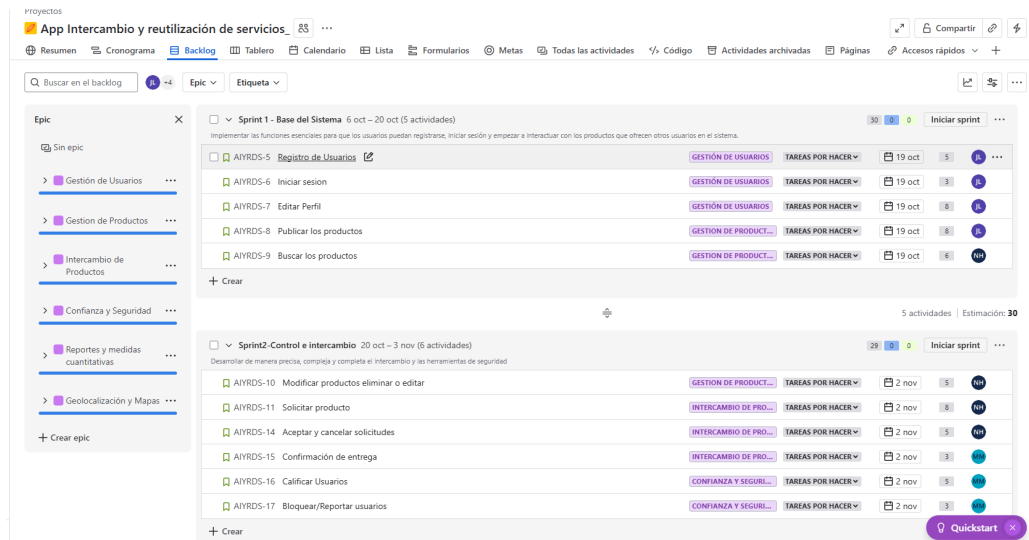 Proyectos
App Intercambio y reutilización de servicios_
Compartir
Resumen Cronograma Backlog Tablero Calendario Lista Formularios Metas Todas las actividades Código Actividades archivadas Páginas Accesos rápidos
Buscar en el backlog JL +4 Epic Etiqueta
Epic
Sin epic
Gestión de Usuarios
Gestion de Productos
Intercambio de
Productos
Confianza y Seguridad
Reportes y medidas
cuantitativas
Geolocalización y Mapas
+ Crear epic
Sprint 1 - Base del Sistema 6 oct – 20 oct (5 actividades) 30 0 0 Iniciar sprint
Implementar las funciones esenciales para que los usuarios puedan registrarse, iniciar sesión y empezar a interactuar con los productos que ofrecen otros usuarios en el sistema.
AIYRDS-5 Registro de Usuarios GESTIÓN DE USUARIOS TAREAS POR HACER 19 oct 5 JL
AIYRDS-6 Iniciar sesion GESTIÓN DE USUARIOS TAREAS POR HACER 19 oct 3 JL
AIYRDS-7 Editar Perfil GESTIÓN DE USUARIOS TAREAS POR HACER 19 oct 8 JL
AIYRDS-8 Publicar los productos GESTION DE PRODUCT... TAREAS POR HACER 19 oct 8 JL
AIYRDS-9 Buscar los productos GESTION DE PRODUCT... TAREAS POR HACER 19 oct 6 NH
+ Crear
5 actividades Estimación: 30
Sprint2-Control e intercambio 20 oct – 3 nov (6 actividades) 29 0 0 Iniciar sprint
Desarrollar de manera precisa, compleja y completa el intercambio y las herramientas de seguridad
AIYRDS-10 Modificar productos eliminar o editar GESTION DE PRODUCT... TAREAS POR HACER 2 nov 5 NH
AIYRDS-11 Solicitar producto INTERCAMBIO DE PRO... TAREAS POR HACER 2 nov 8 NH
AIYRDS-14 Aceptar y cancelar solicitudes INTERCAMBIO DE PRO... TAREAS POR HACER 2 nov 5 NH
AIYRDS-15 Confirmación de entrega INTERCAMBIO DE PRO... TAREAS POR HACER 2 nov 3 MM
AIYRDS-16 Calificar Usuarios CONFIANZA Y SEGURI... TAREAS POR HACER 2 nov 5 MM
AIYRDS-17 Bloquear/Reportar usuarios CONFIANZA Y SEGURI... TAREAS POR HACER 2 nov 3 MM
+ Crear
Quickstart